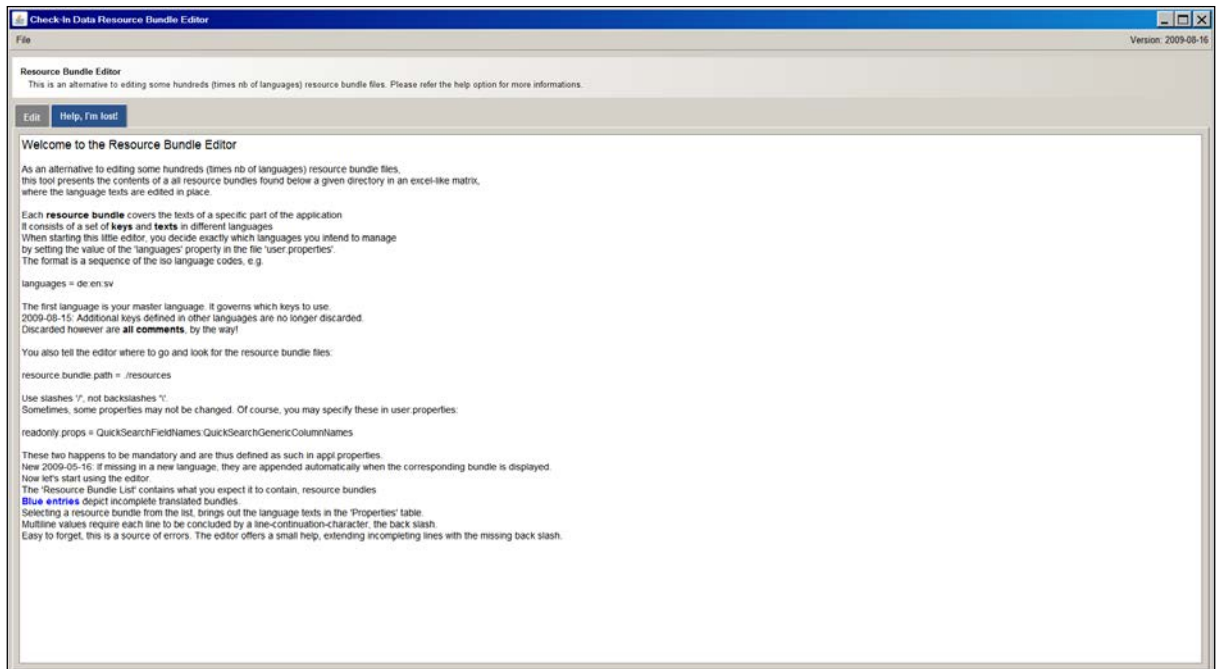 Check-In Data Resource Bundle Editor
File
Version: 2009-08-16
Resource Bundle Editor
This is an alternative to editing some hundreds (times nb of languages) resource bundle files. Please refer the help option for more informations.
Edit
Help, I'm lost!
Welcome to the Resource Bundle Editor
As an alternative to editing some hundreds (times nb of languages) resource bundle files,
this tool presents the contents of a all resource bundles found below a given directory in an excel-like matrix,
where the language texts are edited in place.
Each resource bundle covers the texts of a specific part of the application
It consists of a set of keys and texts in different languages
When starting this little editor, you decide exactly which languages you intend to manage
by setting the value of the 'languages' property in the file 'user.properties'.
The format is a sequence of the iso language codes, e.g.
languages = de:en:sv
The first language is your master language. It governs which keys to use.
2009-08-15: Additional keys defined in other languages are no longer discarded.
Discarded however are all comments, by the way!
You also tell the editor where to go and look for the resource bundle files:
resource.bundle.path = ./resources
Use slashes '/', not backslashes '\'.
Sometimes, some properties may not be changed. Of course, you may specify these in user.properties:
readonly.props = QuickSearchFieldNames:QuickSearchGenericColumnNames
These two happens to be mandatory and are thus defined as such in appl.properties.
New 2009-05-16: If missing in a new language, they are appended automatically when the corresponding bundle is displayed.
Now let's start using the editor.
The 'Resource Bundle List' contains what you expect it to contain, resource bundles
Blue entries depict incomplete translated bundles.
Selecting a resource bundle from the list, brings out the language texts in the 'Properties' table.
Multiline values require each line to be concluded by a line-continuation-character, the back slash.
Easy to forget, this is a source of errors. The editor offers a small help, extending incompleting lines with the missing back slash.